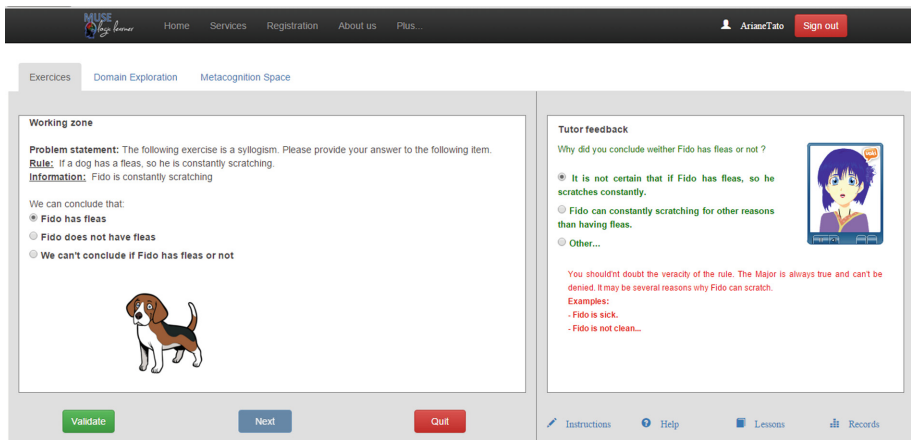 MUSE
Logic learner
Home Services Registration About us Plus...
ArianeTato Sign out
Exercices Domain Exploration Metacognition Space
Working zone
Problem statement: The following exercise is a syllogism. Please provide your answer to the following item.
Rule: If a dog has a fleas, so he is constantly scratching.
Information: Fido is constantly scratching
We can conclude that:
Fido has fleas
Fido does not have fleas
We can't conclude if Fido has fleas or not
Validate Next Quit
Tutor feedback
Why did you conclude weither Fido has fleas or not ?
It is not certain that if Fido has fleas, so he
scratches constantly.
Fido can constantly scratching for other reasons
than having fleas.
Other...
You should'nt doubt the veracity of the rule. The Major is always true and can't be
denied. It may be several reasons why Fido can scratch.
Examples:
- Fido is sick.
- Fido is not clean...
Instructions Help Lessons Records